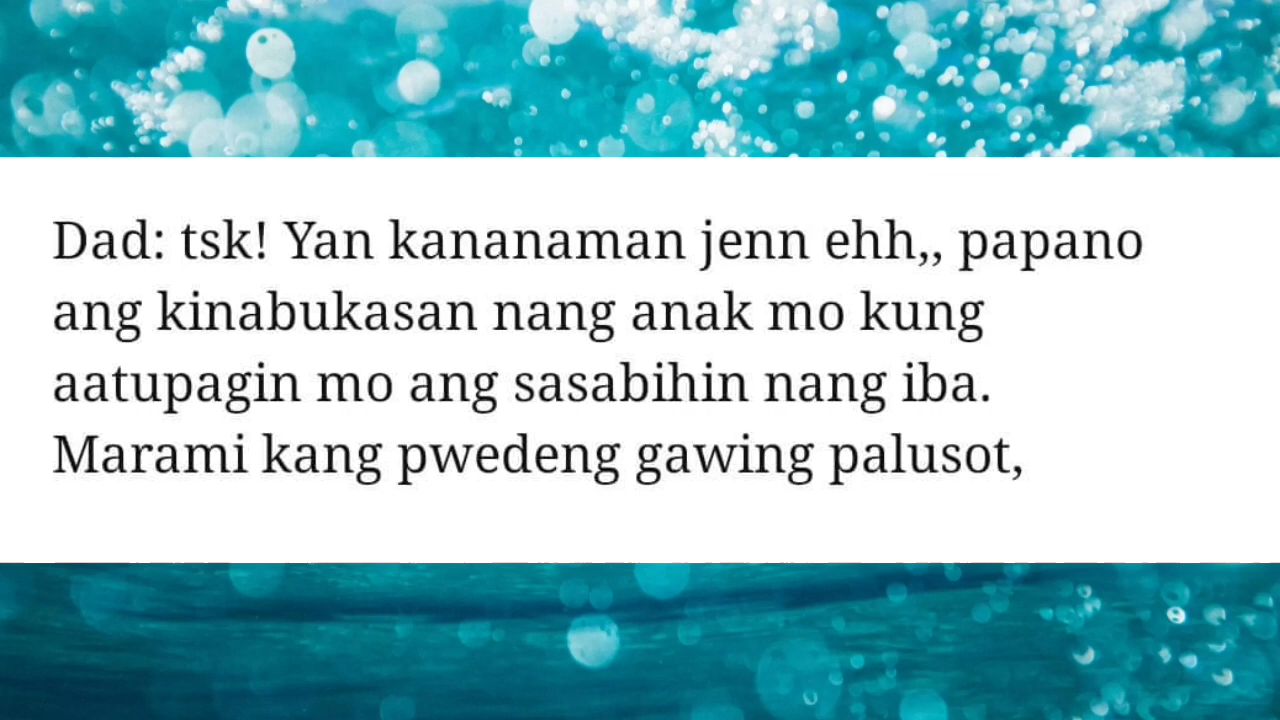 Dad: tsk! Yan kananaman jenn ehh,, papano
ang kinabukasan nang anak mo kung
aatupagin mo ang sasabihin nang iba.
Marami kang pwedeng gawing palusot,